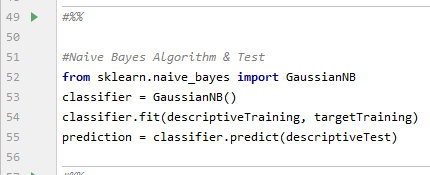 49 #%%
50
51 #Naive Bayes Algorithm & Test
52 from sklearn.naive_bayes import GaussianNB
53 classifier = GaussianNB()
54 classifier.fit(descriptiveTraining, targetTraining)
55 prediction = classifier.predict(descriptiveTest)
56